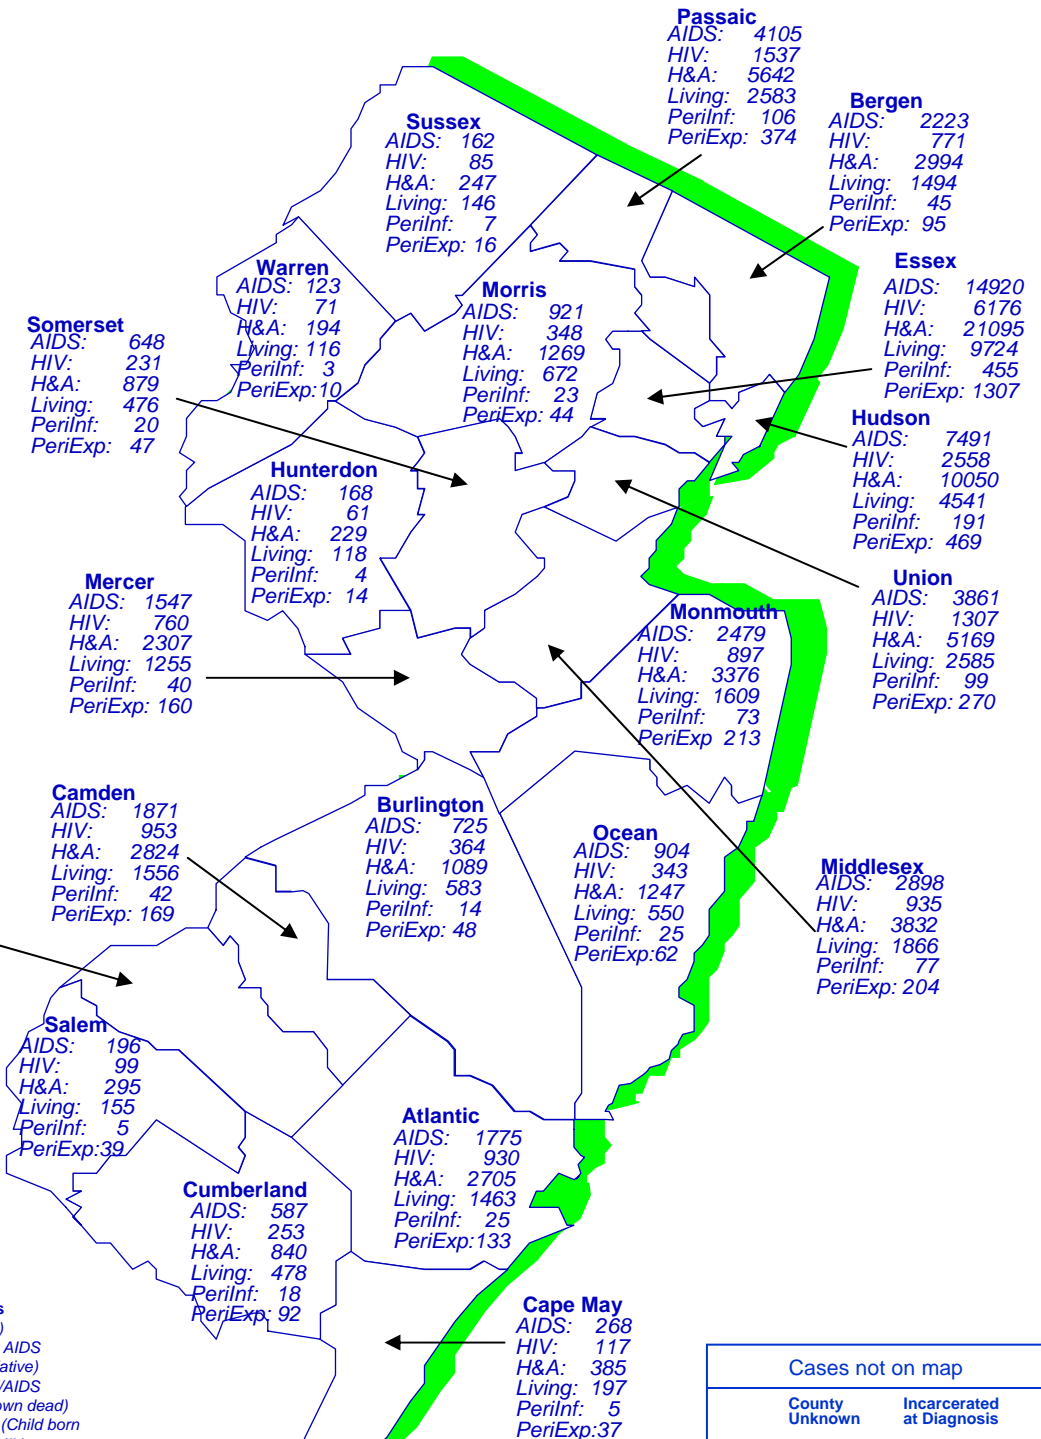 Passaic
AIDS: 4105
HIV: 1537
H&A: 5642
Living: 2583
PeriInf: 106
PeriExp: 374
Bergen
AIDS: 2223
HIV: 771
H&A: 2994
Living: 1494
PeriInf: 45
PeriExp: 95
Sussex
AIDS: 162
HIV: 85
H&A: 247
Living: 146
PeriInf: 7
PeriExp: 16
Warren
AIDS: 123
HIV: 71
H&A: 194
Living: 116
PeriInf: 3
PeriExp:10
Morris
AIDS: 921
HIV: 348
H&A: 1269
Living: 672
PeriInf: 23
PeriExp: 44
Essex
AIDS: 14920
HIV: 6176
H&A: 21095
Living: 9724
PeriInf: 455
PeriExp: 1307
Somerset
AIDS: 648
HIV: 231
H&A: 879
Living: 476
PeriInf: 20
PeriExp: 47
Hudson
AIDS: 7491
HIV: 2558
H&A: 10050
Living: 4541
PeriInf: 191
PeriExp: 469
Hunterdon
AIDS: 168
HIV: 61
H&A: 229
Living: 118
PeriInf: 4
PeriExp: 14
Mercer
AIDS: 1547
HIV: 760
H&A: 2307
Living: 1255
PeriInf: 40
PeriExp: 160
Monmouth
AIDS: 2479
HIV: 897
H&A: 3376
Living: 1609
PeriInf: 73
PeriExp 213
Union
AIDS: 3861
HIV: 1307
H&A: 5169
Living: 2585
PeriInf: 99
PeriExp: 270
Camden
AIDS: 1871
HIV: 953
H&A: 2824
Living: 1556
PeriInf: 42
PeriExp: 169
Burlington
AIDS: 725
HIV: 364
H&A: 1089
Living: 583
PeriInf: 14
PeriExp: 48
Ocean
AIDS: 904
HIV: 343
H&A: 1247
Living: 550
PeriInf: 25
PeriExp:62
Middlesex
AIDS: 2898
HIV: 935
H&A: 3832
Living: 1866
PeriInf: 77
PeriExp: 204
Salem
AIDS: 196
HIV: 99
H&A: 295
Living: 155
PeriInf: 5
PeriExp:39
Atlantic
AIDS: 1775
HIV: 930
H&A: 2705
Living: 1463
PeriInf: 25
PeriExp:133
Cumberland
AIDS: 587
HIV: 253
H&A: 840
Living: 478
PeriInf: 18
PeriExp: 92
Cape May
AIDS: 268
HIV: 117
H&A: 385
Living: 197
PeriInf: 5
PeriExp:37
s
)
AIDS
ative)
/AIDS
own dead)
(Child born
Cases not on map
County Incarcerated
Unknown at Diagnosis